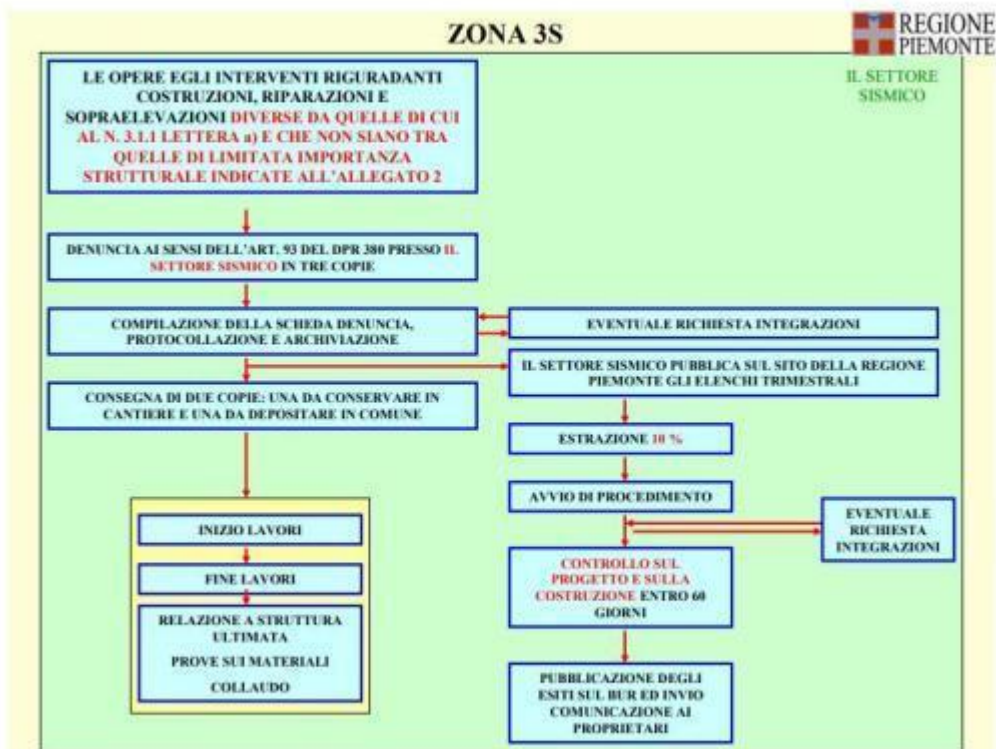 ZONA 3S
REGIONE
PIEMONTE
IL SETTORE
SISMICO
LE OPERE EGLI INTERVENTI RIGURADANTI
COSTRUZIONI, RIPARAZIONI E
SOPRAELEVAZIONI DIVERSE DA QUELLE DI CUI
AL N. 3.1.1 LETTERA a) E CHE NON SIANO TRA
QUELLE DI LIMITATA IMPORTANZA
STRUTTURALE INDICATE ALL'ALLEGATO 2
DENUNCIA AI SENSI DELL'ART. 93 DEL DPR 380 PRESSO IL
SETTORE SISMICO IN TRE COPIE
COMPILAZIONE DELLA SCHEDA DENUNCIA,
PROTOCOLLAZIONE E ARCHIVIAZIONE
EVENTUALE RICHIESTA INTEGRAZIONI
IL SETTORE SISMICO PUBBLICA SUL SITO DELLA REGIONE
PIEMONTE GLI ELENCHI TRIMESTRALI
CONSEGNA DI DUE COPIE: UNA DA CONSERVARE IN
CANTIERE E UNA DA DEPOSITARE IN COMUNE
ESTRAZIONE 10 %
AVVIO DI PROCEDIMENTO
EVENTUALE
RICHIESTA
INTEGRAZIONI
CONTROLLO SUL
PROGETTO E SULLA
COSTRUZIONE ENTRO 60
GIORNI
PUBBLICAZIONE DEGLI
ESITI SUL BUR ED INVIO
COMUNICAZIONE AI
PROPRIETARI
INIZIO LAVORI
FINE LAVORI
RELAZIONE A STRUTTURA
ULTIMATA
PROVE SUI MATERIALI
COLLAUDO